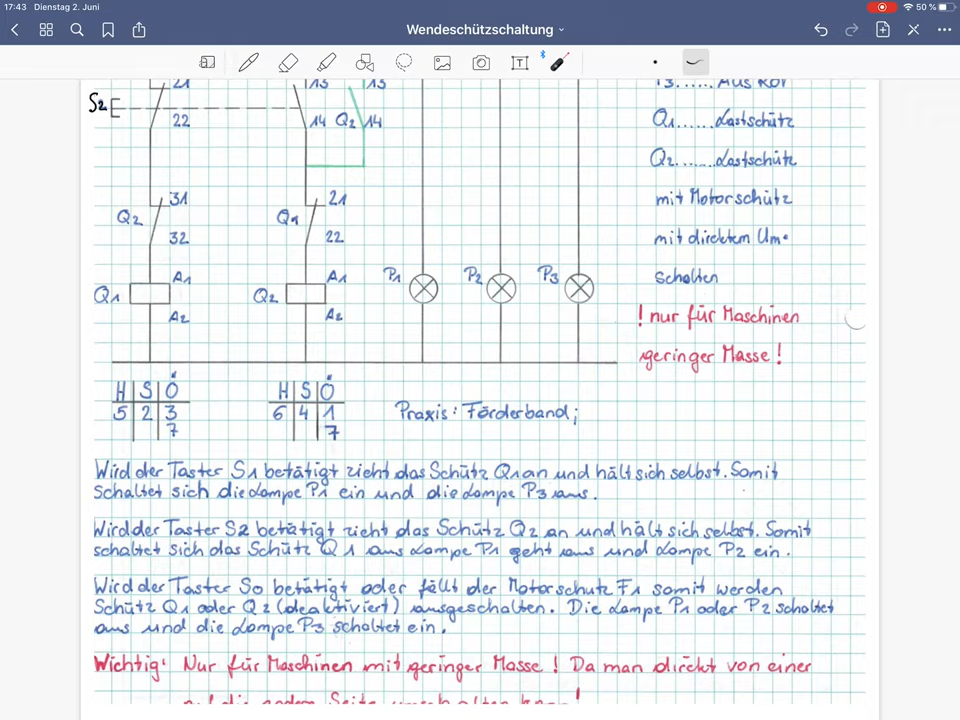 17:43 Dienstag 2. Juni
50 %
Wendeschützschaltung
21
13
13
S2
22
14
Q2
14
31
Q2
32
21
Q1
22
A1
Q1
A2
A1
Q2
A2
P1
P2
P3
P3...... Aus
Q1......Lastschütz
Q2.......Lastschütz
mit Motorschütz
mit direktem Um-
schalten
! nur für Maschinen
geringer Masse !
H S Ö
5 2 3
7
H S Ö
6 4 1
7
Praxis: Förderband;
Wird der Taster S1 betätigt zieht das Schütz Q1 an und hält sich selbst. Somit
schaltet sich die Lampe P1 ein und die Lampe P3 aus.
Wird der Taster S2 betätigt zieht das Schütz Q2 an und hält sich selbst. Somit
schaltet sich das Schütz Q1 aus Lampe P1 geht aus und Lampe P2 ein.
Wird der Taster S0 betätigt oder fällt der Motorschutz F1 somit werden
Schütz Q1 oder Q2 (deaktiviert) ausgeschalten. Die Lampe P1 oder P2 schaltet
aus und die Lampe P3 schaltet ein.
Wichtig: Nur für Maschinen mit geringer Masse! Da man direkt von einer
auf die andere Seite umschalten kann!